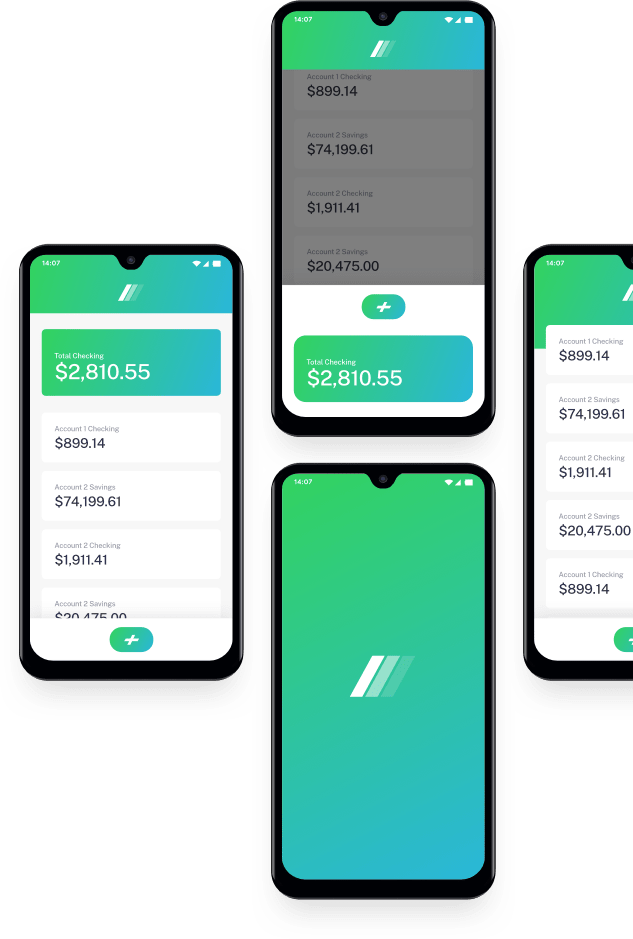 14:07
Account 1 Checking
$899.14
Account 2 Savings
$74,199.61
Account 2 Checking
$1,911.41
Account 2 Savings
$20,475.00
Total Checking
$2,810.55
14:07
Total Checking
$2,810.55
Account 1 Checking
$899.14
Account 2 Savings
$74,199.61
Account 2 Checking
$1,911.41
Account 2 Savings
$20,475.00
14:07
14:07
Account 1 Checking
$899.14
Account 2 Savings
$74,199.61
Account 2 Checking
$1,911.41
Account 2 Savings
$20,475.00
Account 1 Checking
$899.14